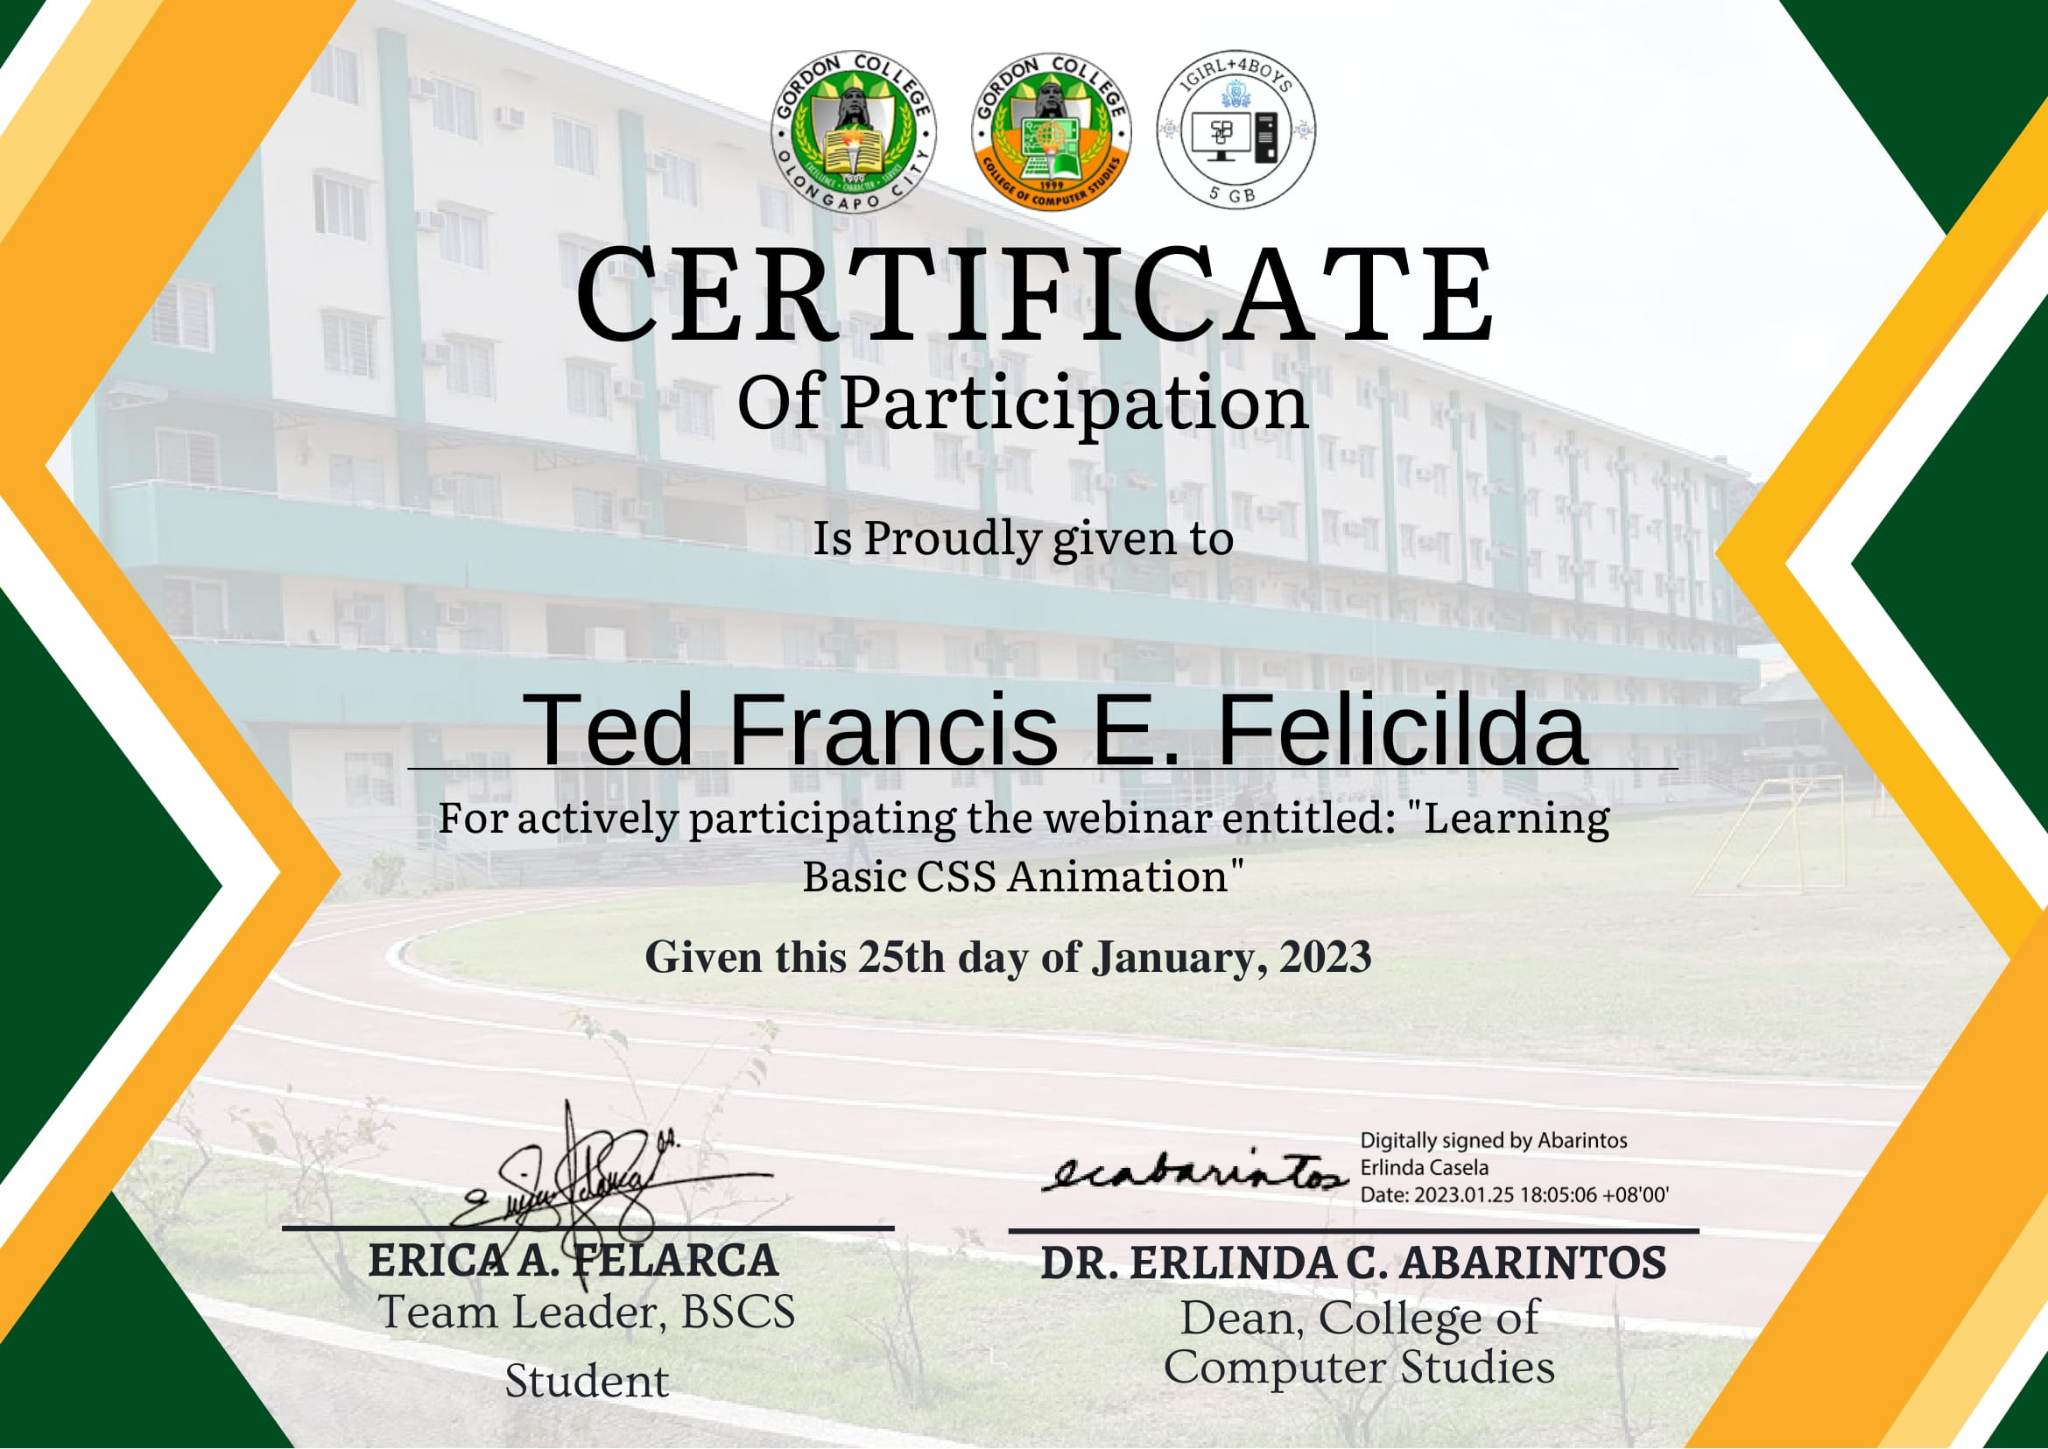 GORDON COLLEGE
OLONGAPO CITY
EXCELLENCE • CHARACTER • SERVICE
1999
GORDON COLLEGE
COLLEGE OF COMPUTER STUDIES
1999
1GIRL+4BOYS
5 GB
CERTIFICATE
Of Participation
Is Proudly given to
Ted Francis E. Felicilda
For actively participating the webinar entitled: "Learning
Basic CSS Animation"
Given this 25th day of January, 2023
ecabarintos
Digitally signed by Abarintos
Erlinda Casela
Date: 2023.01.25 18:05:06 +08'00'
ERICA A. FELARCA
Team Leader, BSCS
Student
DR. ERLINDA C. ABARINTOS
Dean, College of
Computer Studies